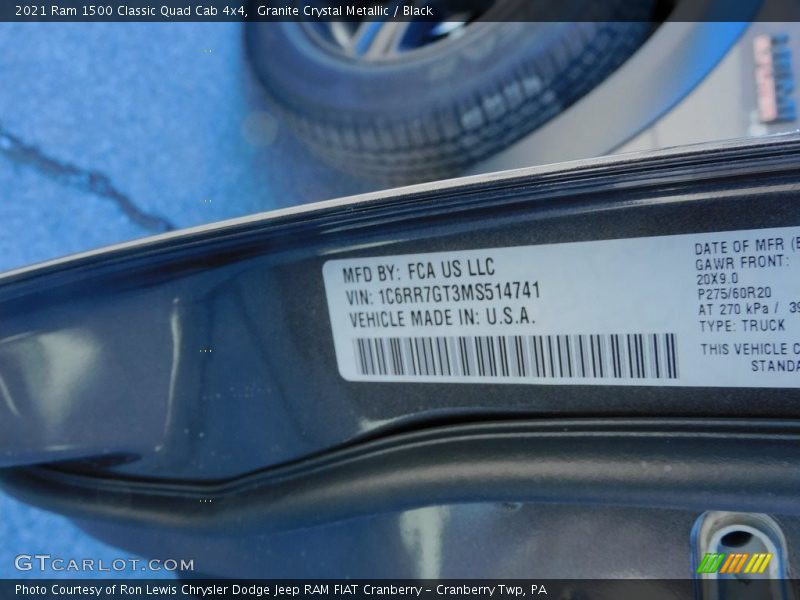 2021 Ram 1500 Classic Quad Cab 4x4, Granite Crystal Metallic / Black
MFD BY: FCA US LLC
VIN: 1C6RR7GT3MS514741
VEHICLE MADE IN: U.S.A.
DATE OF MFR (E
GAWR FRONT:
20X9.0
P275/60R20
AT 270 kPa / 39
TYPE: TRUCK
THIS VEHICLE C
STANDA
GTCARLOT.COM
Photo Courtesy of Ron Lewis Chrysler Dodge Jeep RAM FIAT Cranberry – Cranberry Twp, PA